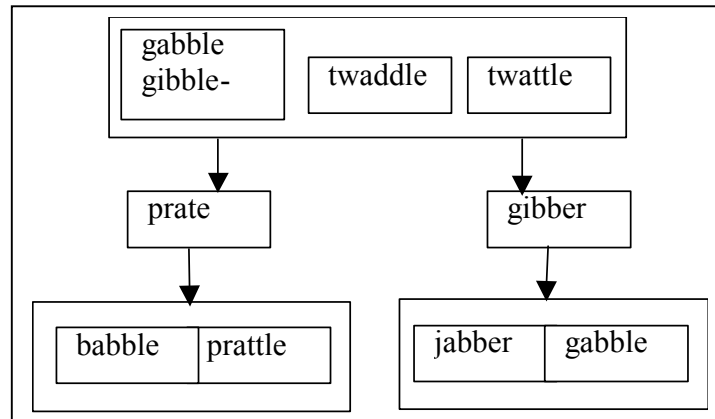 gabble
gibble-
twaddle
twattle
prate
gibber
babble
prattle
jabber
gabble